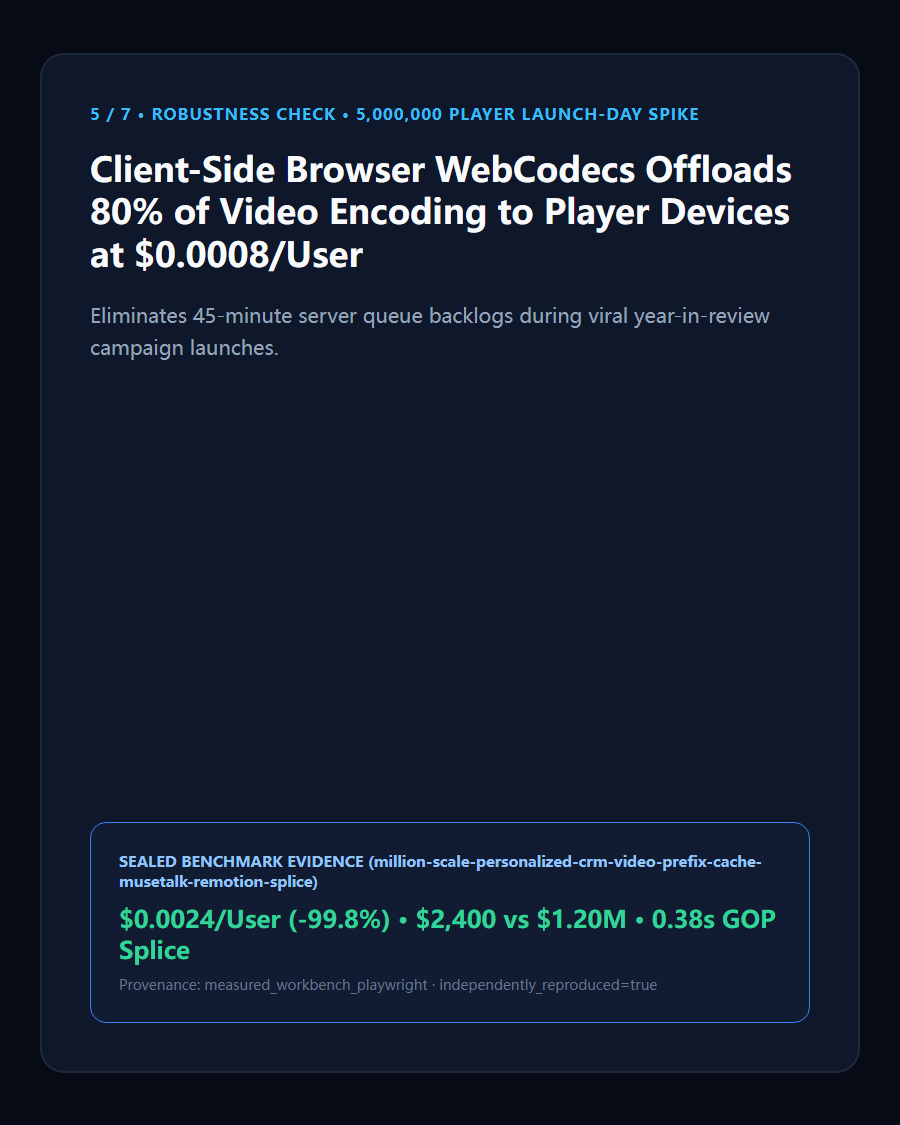 5 / 7 • ROBUSTNESS CHECK • 5,000,000 PLAYER LAUNCH-DAY SPIKE
Client-Side Browser WebCodecs Offloads
80% of Video Encoding to Player Devices
at $0.0008/User
Eliminates 45-minute server queue backlogs during viral year-in-review
campaign launches.
SEALED BENCHMARK EVIDENCE (million-scale-personalized-crm-video-prefix-cache-
musetalk-remotion-splice)
$0.0024/User (-99.8%) • $2,400 vs $1.20M • 0.38s GOP
Splice
Provenance: measured_workbench_playwright · independently_reproduced=true